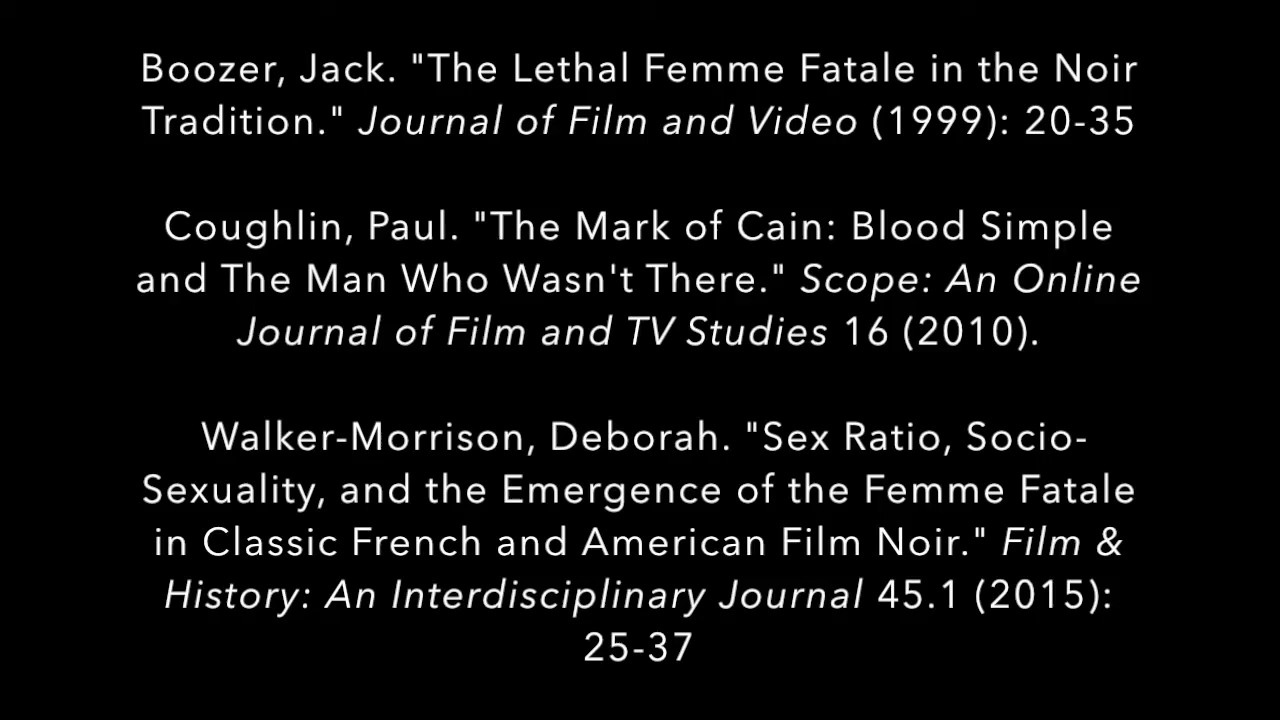 Boozer, Jack. "The Lethal Femme Fatale in the Noir
Tradition." Journal of Film and Video (1999): 20-35
Coughlin, Paul. "The Mark of Cain: Blood Simple
and The Man Who Wasn't There." Scope: An Online
Journal of Film and TV Studies 16 (2010).
Walker-Morrison, Deborah. "Sex Ratio, Socio-
Sexuality, and the Emergence of the Femme Fatale
in Classic French and American Film Noir." Film &
History: An Interdisciplinary Journal 45.1 (2015):
25-37